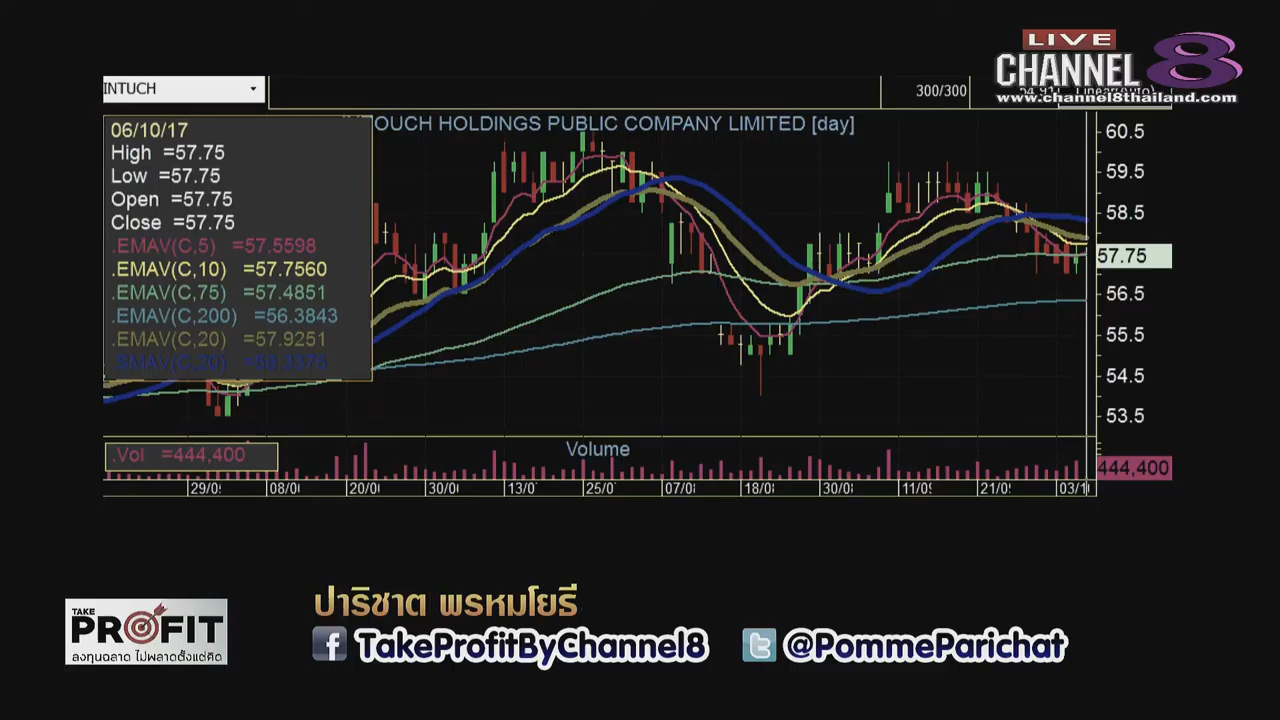 LIVE
CHANNEL 8
www.channel8thailand.com
INTUCH
300/300
TOUCH HOLDINGS PUBLIC COMPANY LIMITED [day]
06/10/17
High =57.75
Low =57.75
Open =57.75
Close =57.75
.EMAV(C,5) =57.5598
.EMAV(C,10) =57.7560
.EMAV(C,75) =57.4851
.EMAV(C,200) =56.3843
.EMAV(C,20) =57.9251
60.5
59.5
58.5
57.75
56.5
55.5
54.5
53.5
.Vol =444,400
Volume
444,400
29/0
08/0
20/0
30/0
13/0
25/0
07/0
18/0
30/0
11/0
21/0
03/1
TAKE
PROFIT
ลงทุนฉลาด ไม่พลาดตั้งแต่คิด
ปาริชาต พรหมโยธี
TakeProfitByChannel8
@PommeParichat